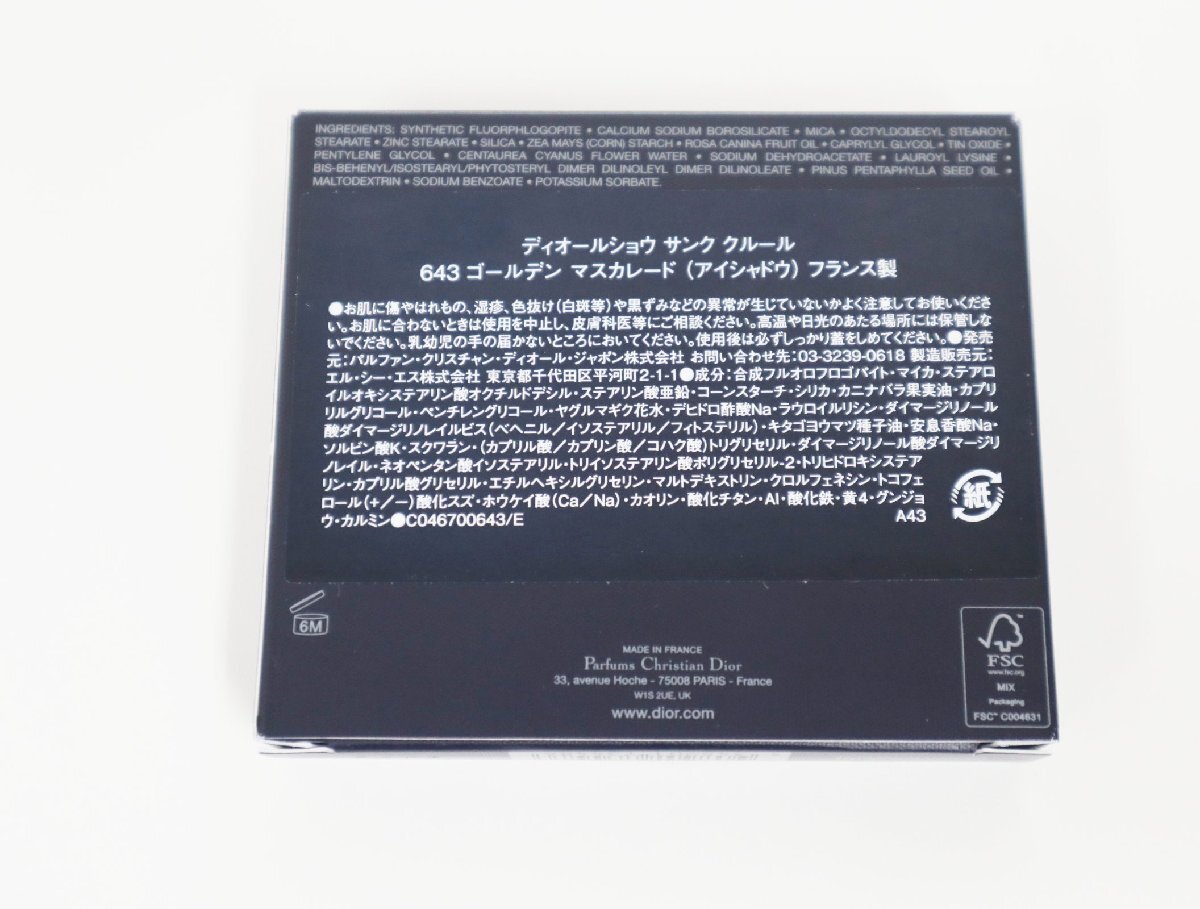 INGREDIENTS: SYNTHETIC FLUORPHLOGOPITE • CALCIUM SODIUM BOROSILICATE • MICA • OCTYLDODECYL STEAROYL
STEARATE • ZINC STEARATE • SILICA • ZEA MAYS (CORN) STARCH • ROSA CANINA FRUIT OIL • CAPRYLYL GLYCOL • TIN OXIDE •
PENTYLENE GLYCOL • CENTAUREA CYANUS FLOWER WATER • SODIUM DEHYDROACETATE • LAUROYL LYSINE •
BIS-BEHENYL/ISOSTEARYL/PHYTOSTERYL DIMER DILINOLEYL DIMER DILINOLEATE • PINUS PENTAPHYLLA SEED OIL •
MALTODEXTRIN • SODIUM BENZOATE • POTASSIUM SORBATE.
ディオールショウ サンク クルール
643 ゴールデン マスカレード (アイシャドウ) フランス製
●お肌に傷やはれもの、湿疹、色抜け(白斑等)や黒ずみなどの異常が生じていないかよく注意してお使いくださ
い。お肌に合わないときは使用を中止し、皮膚科医等にご相談ください。高温や日光のあたる場所には保管しな
いでください。乳幼児の手の届かないところにおいてください。使用後は必ずしっかり蓋をしめてください。●発売
元:パルファン・クリスチャン・ディオール・ジャポン株式会社 お問い合わせ先:03-3239-0618 製造販売元:
エル・シー・エス株式会社 東京都千代田区平河町2-1-1●成分:合成フルオロフロゴパイト・マイカ・ステアロ
イルオキシステアリン酸オクチルドデシル・ステアリン酸亜鉛・コーンスターチ・シリカ・カニナバラ果実油・カプリ
リルグリコール・ペンチレングリコール・ヤグルマギク花水・デヒドロ酢酸Na・ラウロイルリシン・ダイマージリノール
酸ダイマージリノレイルビス(ベヘニル/イソステアリル/フィトステリル)・キタゴヨウマツ種子油・安息香酸Na・
ソルビン酸K・スクワラン・(カプリル酸/カプリン酸/コハク酸)トリグリセリル・ダイマージリノール酸ダイマージリ
ノレイル・ネオペンタン酸イソステアリル・トリイソステアリン酸ポリグリセリル-2・トリヒドロキシステア
リン・カプリル酸グリセリル・エチルヘキシルグリセリン・マルトデキストリン・クロルフェネシン・トコフェ
ロール(+/-)酸化スズ・ホウケイ酸(Ca/Na)・カオリン・酸化チタン・Al・酸化鉄・黄4・グンジョ
ウ・カルミン●C046700643/E A43
紙
6M
MADE IN FRANCE
Parfums Christian Dior
33, avenue Hoche - 75008 PARIS - France
W1S 2UE, UK
www.dior.com
FSC
www.fsc.org
MIX
Packaging
FSC™ C004631